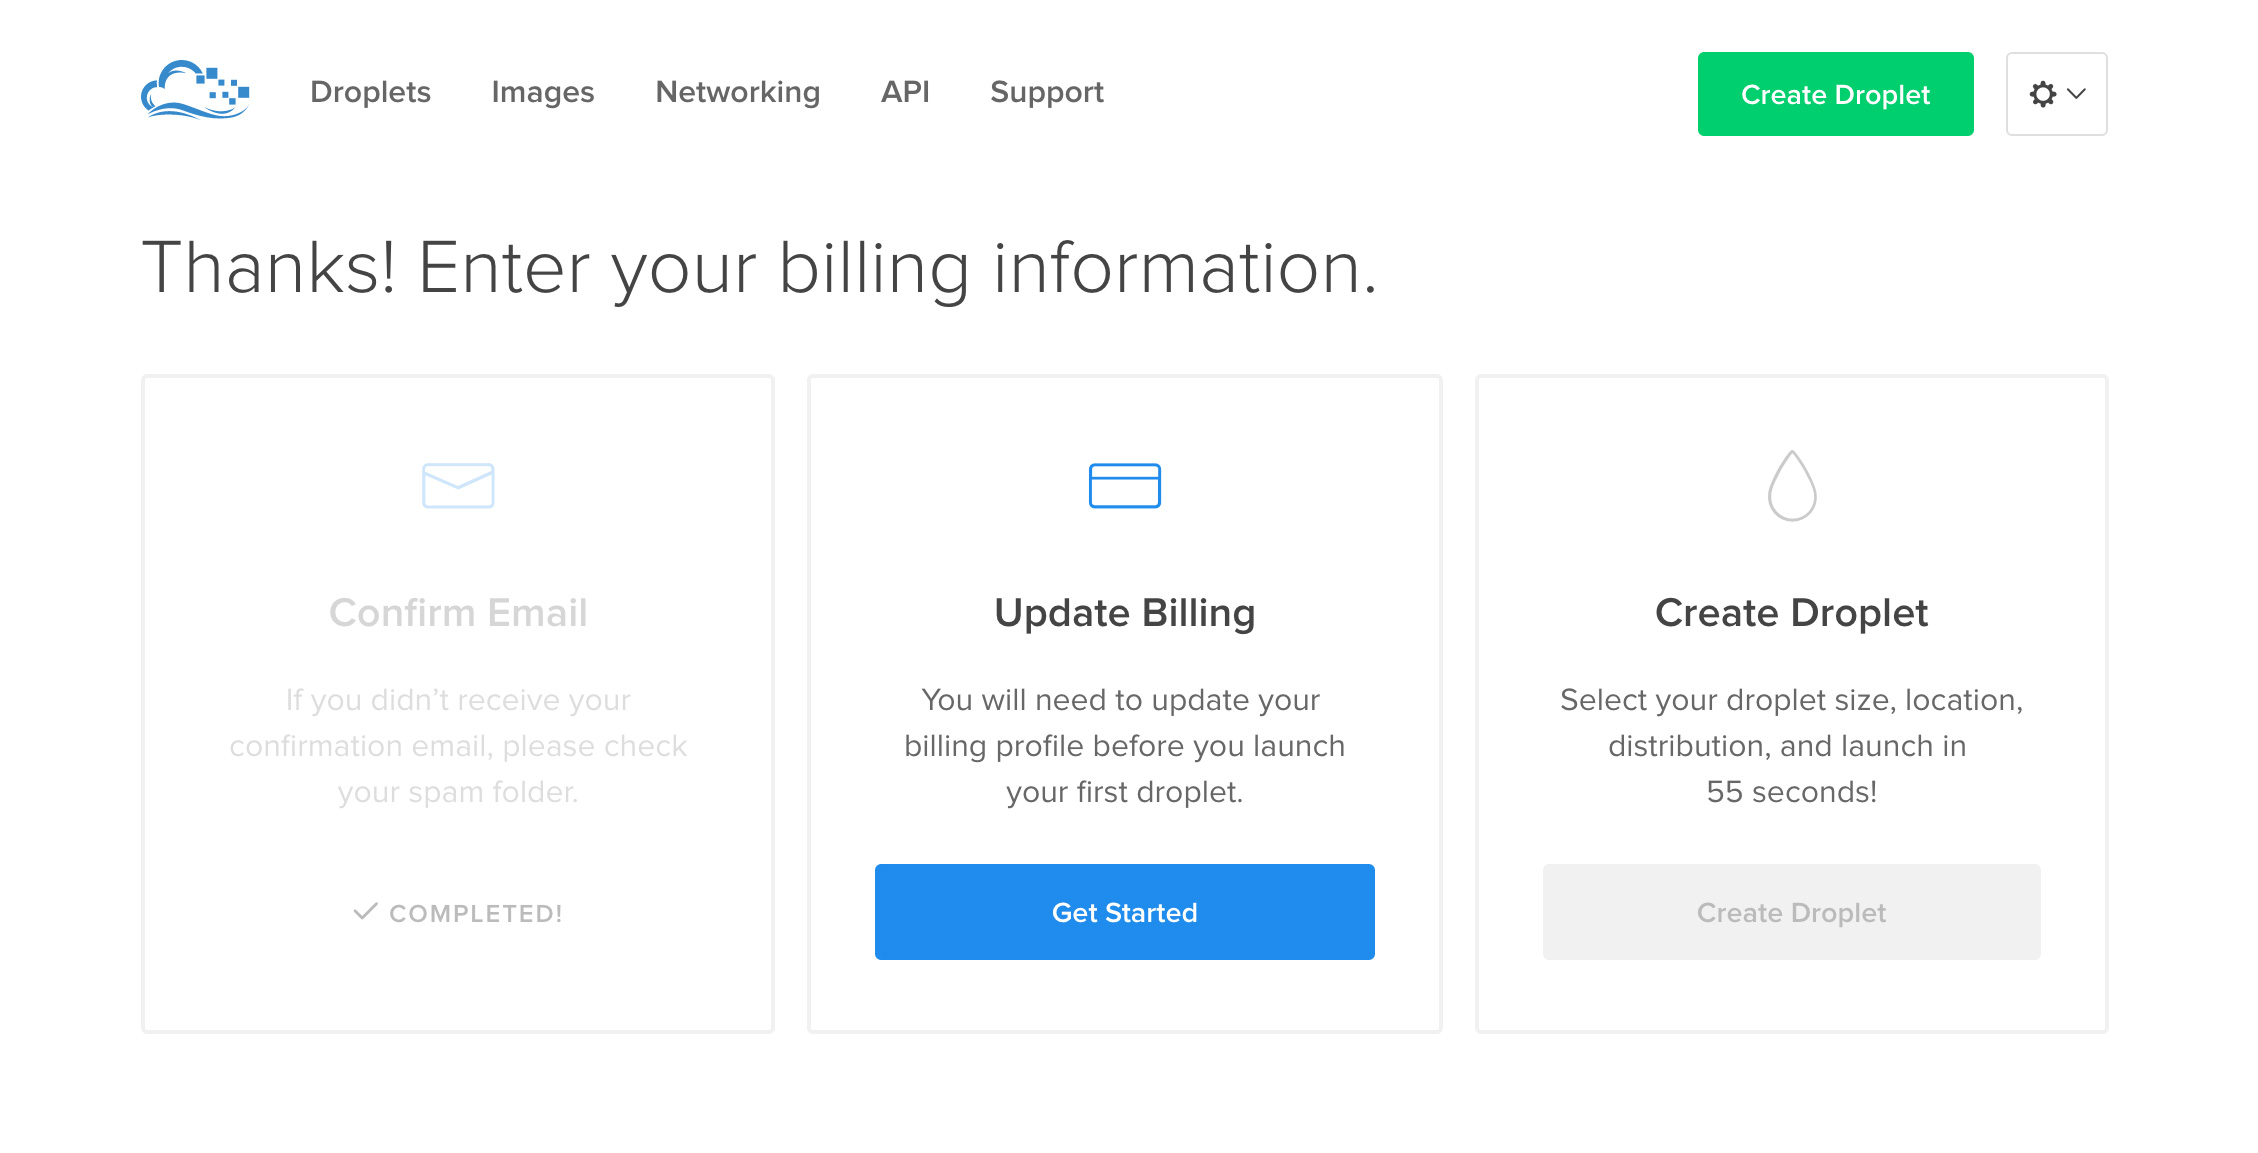 Droplets Images Networking API Support Create Droplet
Thanks! Enter your billing information.
Confirm Email
If you didn’t receive your
confirmation email, please check
your spam folder.
COMPLETED!
Update Billing
You will need to update your
billing profile before you launch
your first droplet.
Get Started
Create Droplet
Select your droplet size, location,
distribution, and launch in
55 seconds!
Create Droplet